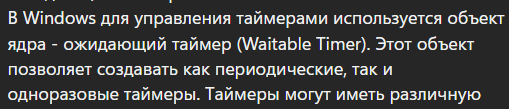 В Windows для управления таймерами используется объект
ядра - ожидающий таймер (Waitable Timer). Этот объект
позволяет создавать как периодические, так и
одноразовые таймеры. Таймеры могут иметь различную